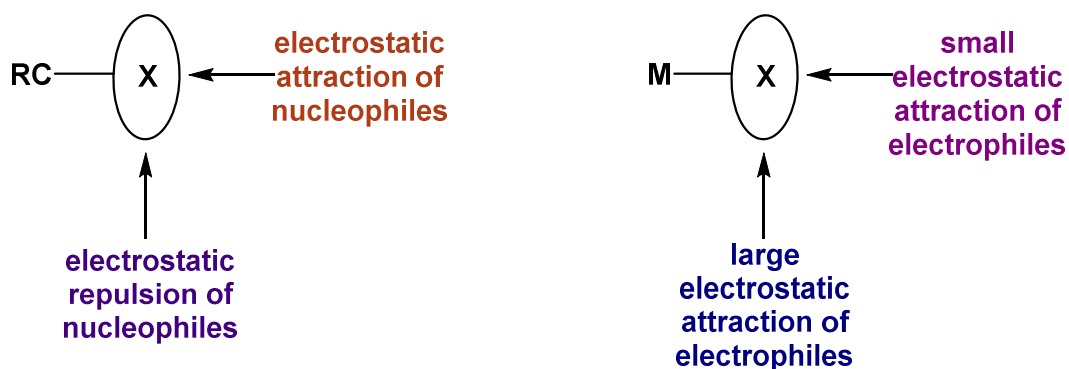 RC
X
electrostatic
attraction of
nucleophiles
electrostatic
repulsion of
nucleophiles
M
X
small
electrostatic
attraction of
electrophiles
large
electrostatic
attraction of
electrophiles